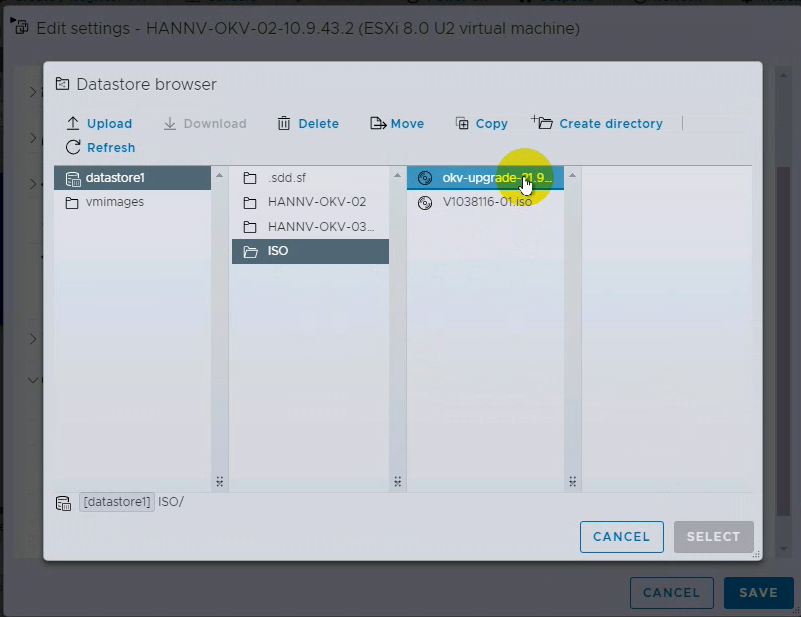 Edit settings - HANNV-OKV-02-10.9.43.2 (ESXi 8.0 U2 virtual machine)
Datastore browser
Upload
Download
Delete
Move
Copy
Create directory
Refresh
datastore1
vmimages
.sdd.sf
HANNV-OKV-02
HANNV-OKV-03...
ISO
okv-upgrade-21.9...
V1038116-01.iso
[datastore1] ISO/
CANCEL
SELECT
CANCEL
SAVE